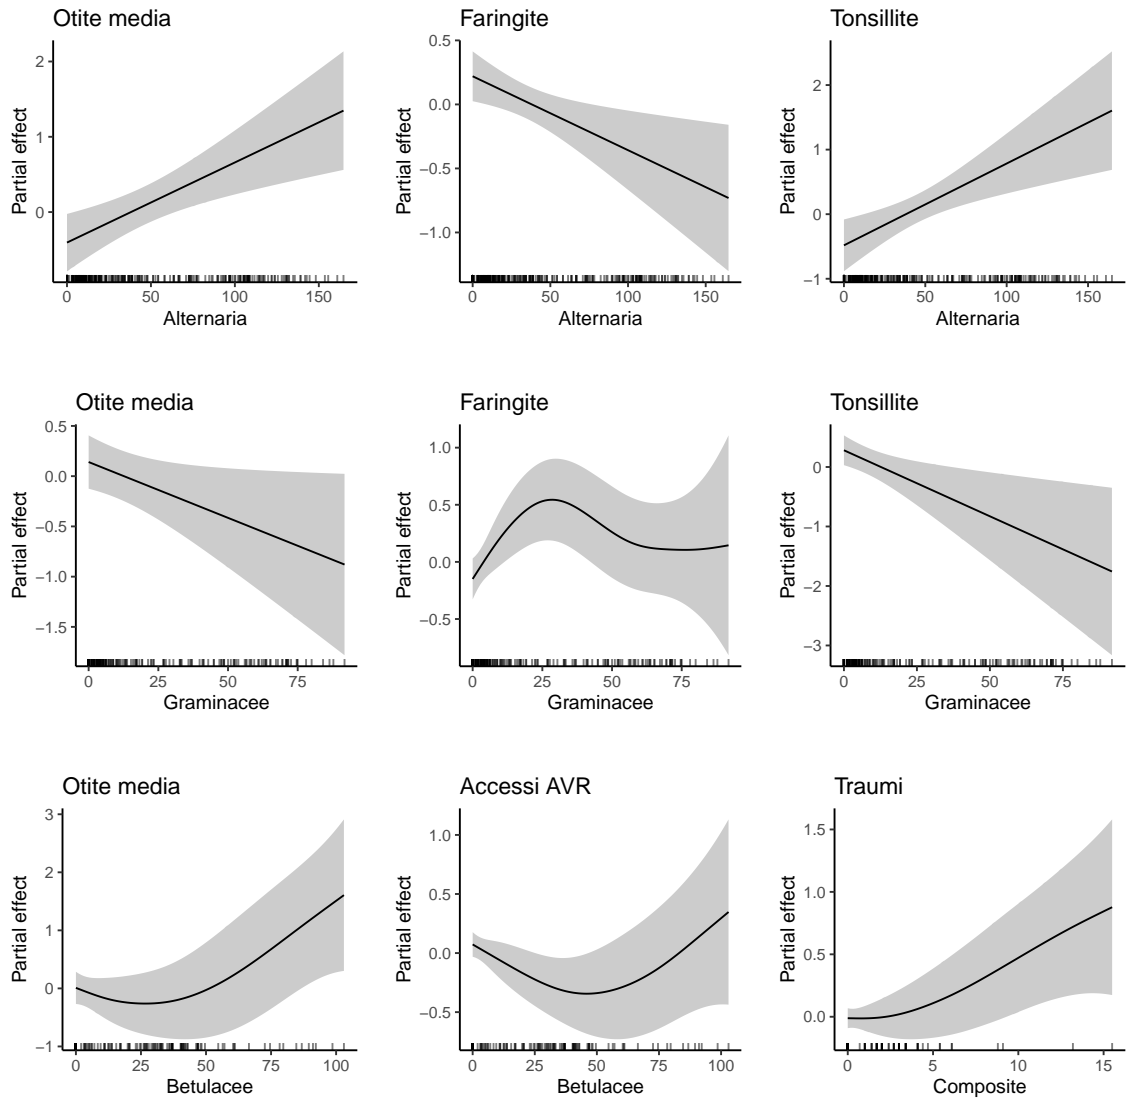 Otite media
Faringite
Tonsillite
Partial effect
2
1
0
0
50
100
150
Alternaria
Partial effect
0.5
0.0
−0.5
−1.0
0
50
100
150
Alternaria
Partial effect
2
1
0
−1
0
50
100
150
Alternaria
Otite media
Faringite
Tonsillite
Partial effect
0.5
0.0
−0.5
−1.0
−1.5
0
25
50
75
Graminacee
Partial effect
1.0
0.5
0.0
−0.5
0
25
50
75
Graminacee
Partial effect
0
−1
−2
−3
0
25
50
75
Graminacee
Otite media
Accessi AVR
Traumi
Partial effect
3
2
1
0
−1
0
25
50
75
100
Betulacee
Partial effect
1.0
0.5
0.0
−0.5
0
25
50
75
100
Betulacee
Partial effect
1.5
1.0
0.5
0.0
0
5
10
15
Composite